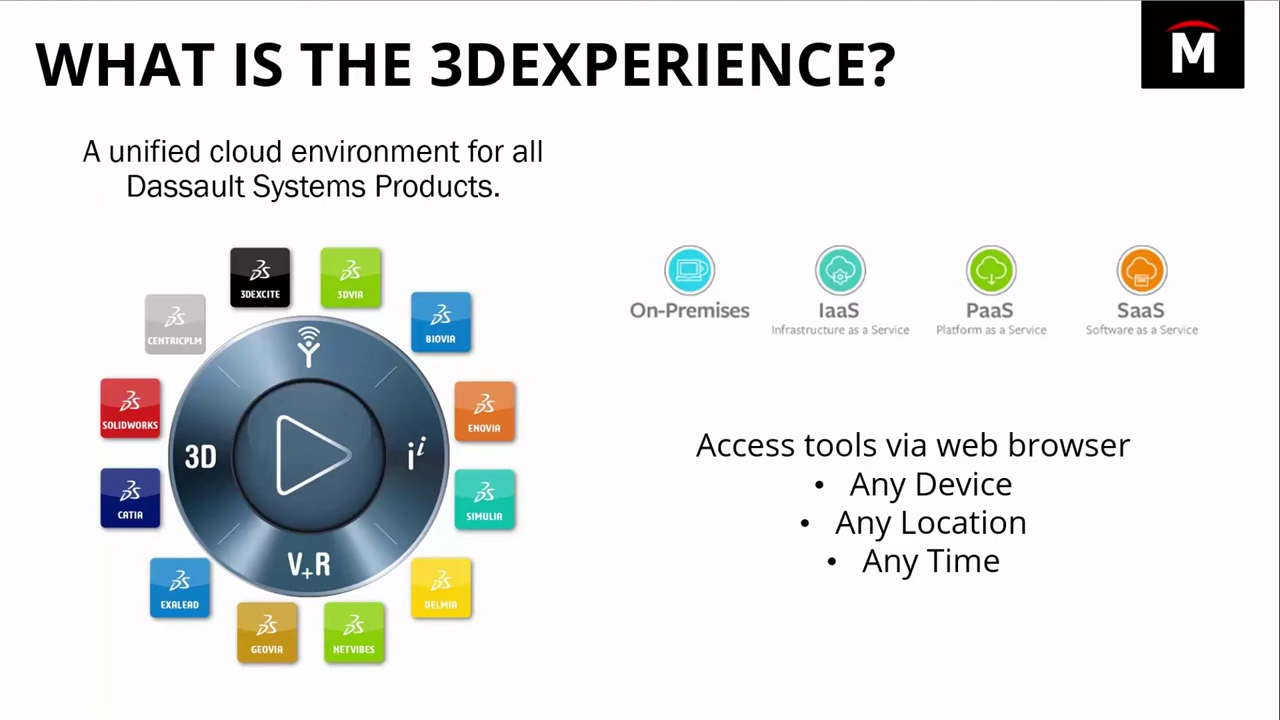 WHAT IS THE 3DEXPERIENCE?
M
A unified cloud environment for all
Dassault Systems Products.
3DEXCITE
3DVIA
CENTRICPLM
BIOVIA
SOLIDWORKS
ENOVIA
3D
i i
CATIA
SIMULIA
V+R
EXALEAD
DELMIA
GEOVIA
NETVIBES
On-Premises
IaaS
Infrastructure as a Service
PaaS
Platform as a Service
SaaS
Software as a Service
Access tools via web browser
• Any Device
• Any Location
• Any Time